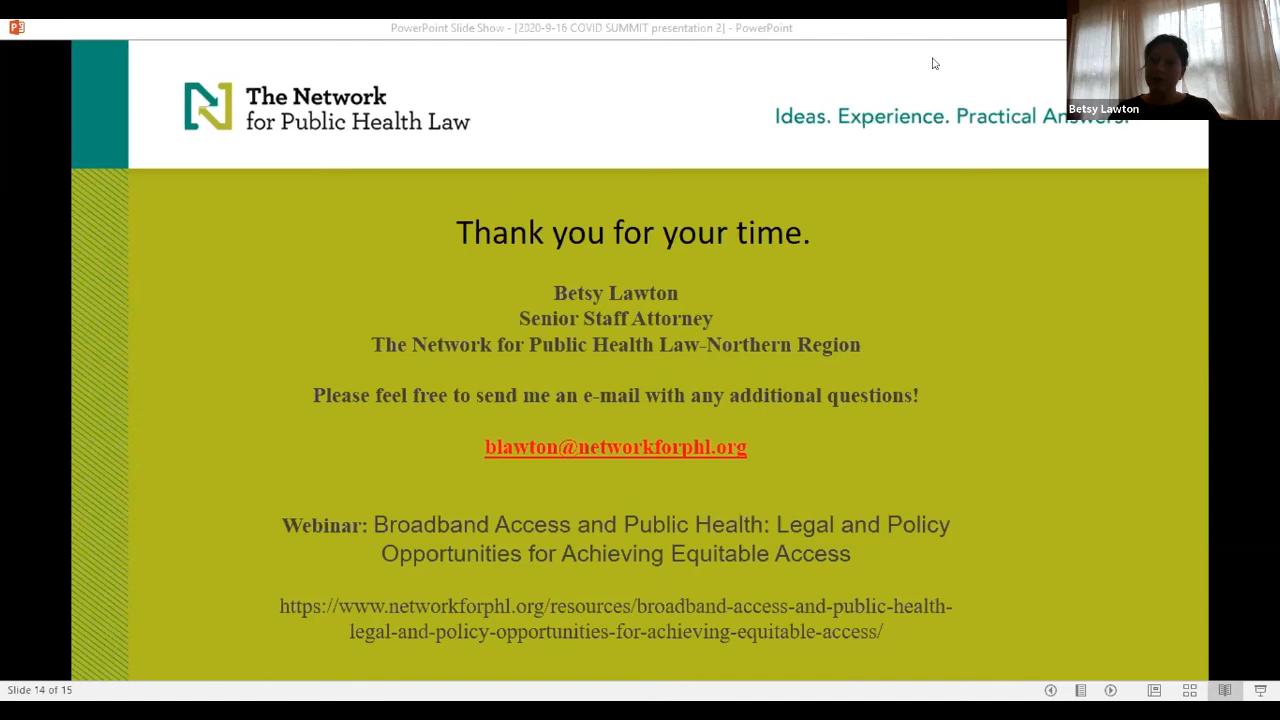 PowerPoint Slide Show - [2020-9-16 COVID SUMMIT presentation 2] - PowerPoint
The Network
for Public Health Law
Ideas. Experience. Practical Answers.
Betsy Lawton
Thank you for your time.
Betsy Lawton
Senior Staff Attorney
The Network for Public Health Law-Northern Region
Please feel free to send me an e-mail with any additional questions!
blawton@networkforphl.org
Webinar: Broadband Access and Public Health: Legal and Policy
Opportunities for Achieving Equitable Access
https://www.networkforphl.org/resources/broadband-access-and-public-health-
legal-and-policy-opportunities-for-achieving-equitable-access/
Slide 14 of 15